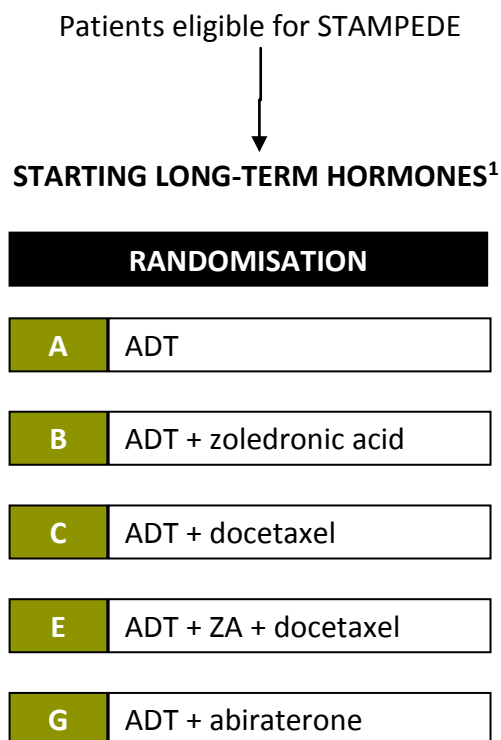 Patients eligible for STAMPEDE
STARTING LONG-TERM HORMONES¹
RANDOMISATION
A ADT
B ADT + zoledronic acid
C ADT + docetaxel
E ADT + ZA + docetaxel
G ADT + abiraterone